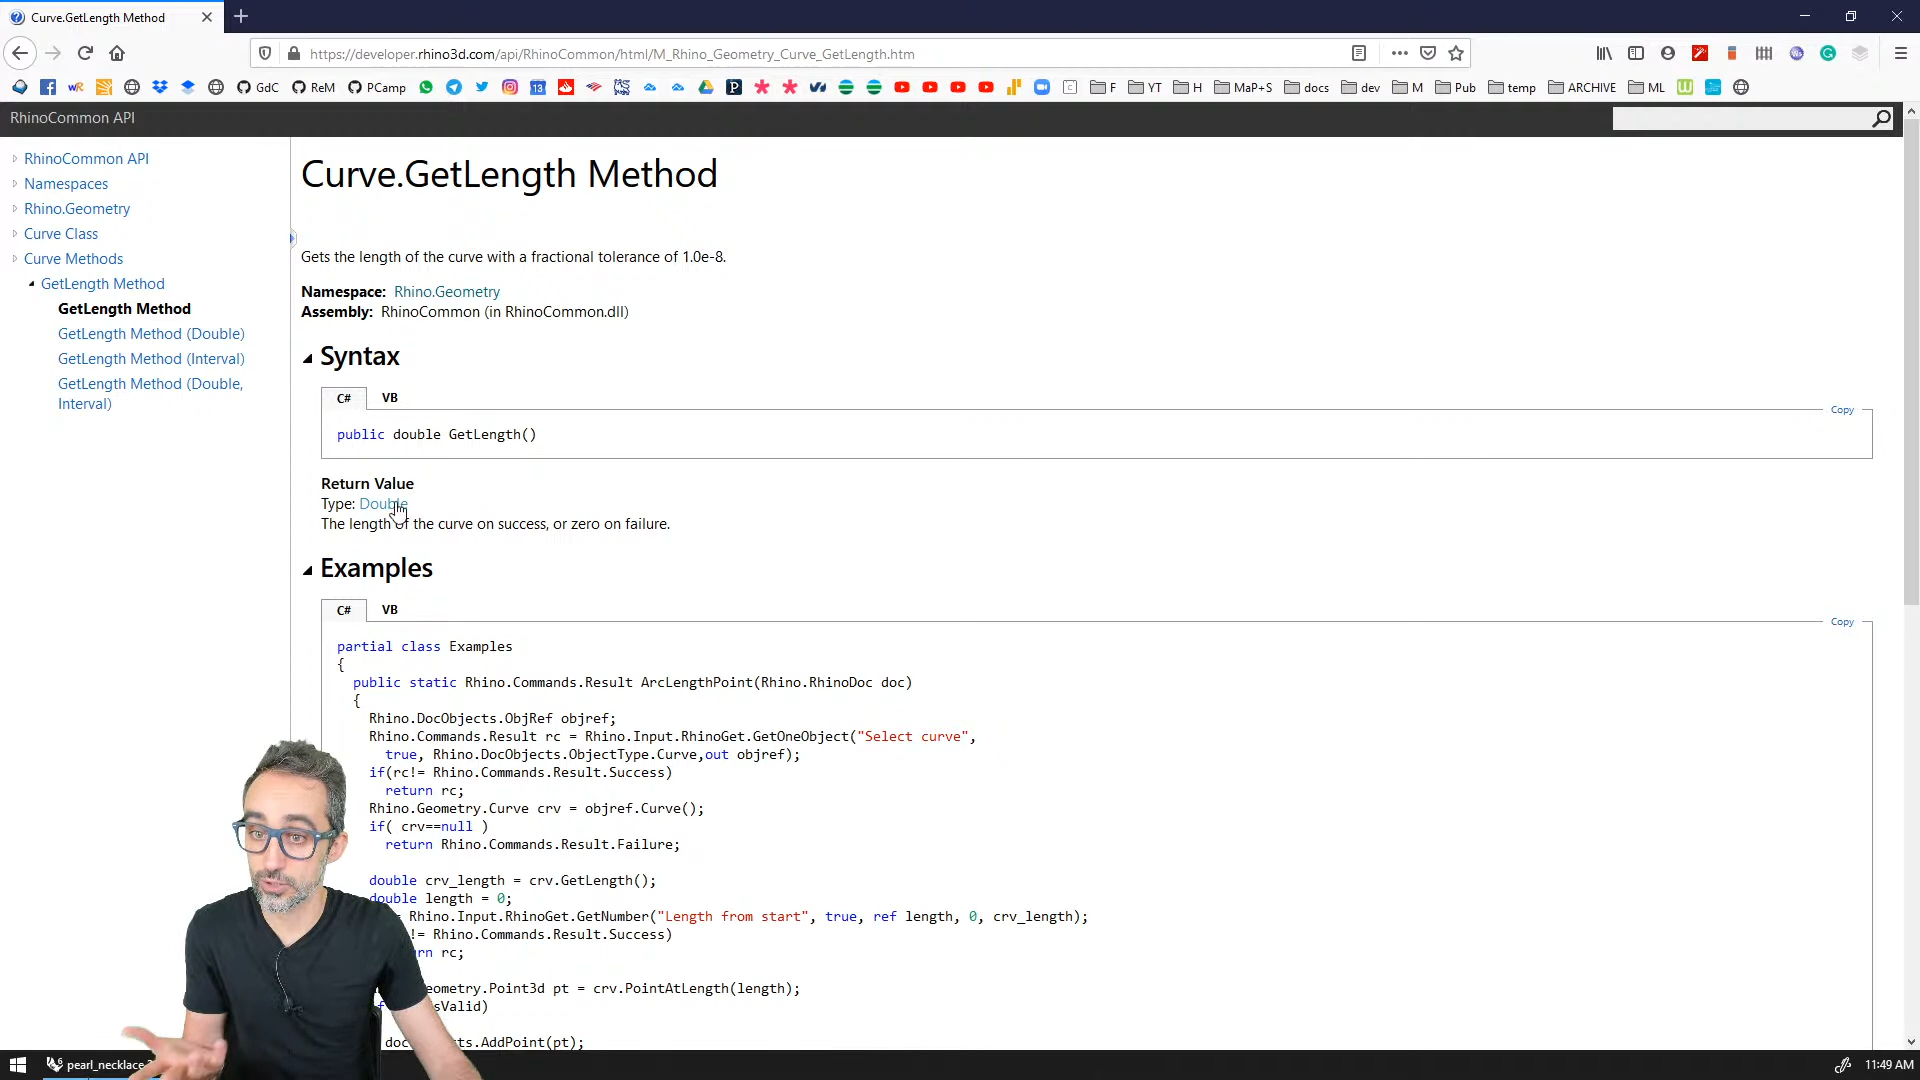 Curve.GetLength Method
https://developer.rhino3d.com/api/RhinoCommon/html/M_Rhino_Geometry_Curve_GetLength.htm
GdC ReM PCamp F YT H MaP+S docs dev M Pub temp ARCHIVE ML
RhinoCommon API
RhinoCommon API
Namespaces
Rhino.Geometry
Curve Class
Curve Methods
GetLength Method
GetLength Method
GetLength Method (Double)
GetLength Method (Interval)
GetLength Method (Double,
Interval)
Curve.GetLength Method
Gets the length of the curve with a fractional tolerance of 1.0e-8.
Namespace: Rhino.Geometry
Assembly: RhinoCommon (in RhinoCommon.dll)
Syntax
C# VB
Copy
public double GetLength()
Return Value
Type: Double
The length of the curve on success, or zero on failure.
Examples
C# VB
Copy
partial class Examples
{
public static Rhino.Commands.Result ArcLengthPoint(Rhino.RhinoDoc doc)
{
Rhino.DocObjects.ObjRef objref;
Rhino.Commands.Result rc = Rhino.Input.RhinoGet.GetOneObject("Select curve",
true, Rhino.DocObjects.ObjectType.Curve,out objref);
if(rc!= Rhino.Commands.Result.Success)
return rc;
Rhino.Geometry.Curve crv = objref.Curve();
if( crv==null )
return Rhino.Commands.Result.Failure;
double crv_length = crv.GetLength();
double length = 0;
= Rhino.Input.RhinoGet.GetNumber("Length from start", true, ref length, 0, crv_length);
!= Rhino.Commands.Result.Success)
rc;
pt = crv.PointAtLength(length);
doc
.AddPoint(pt);
pearl_necklace
11:49 AM